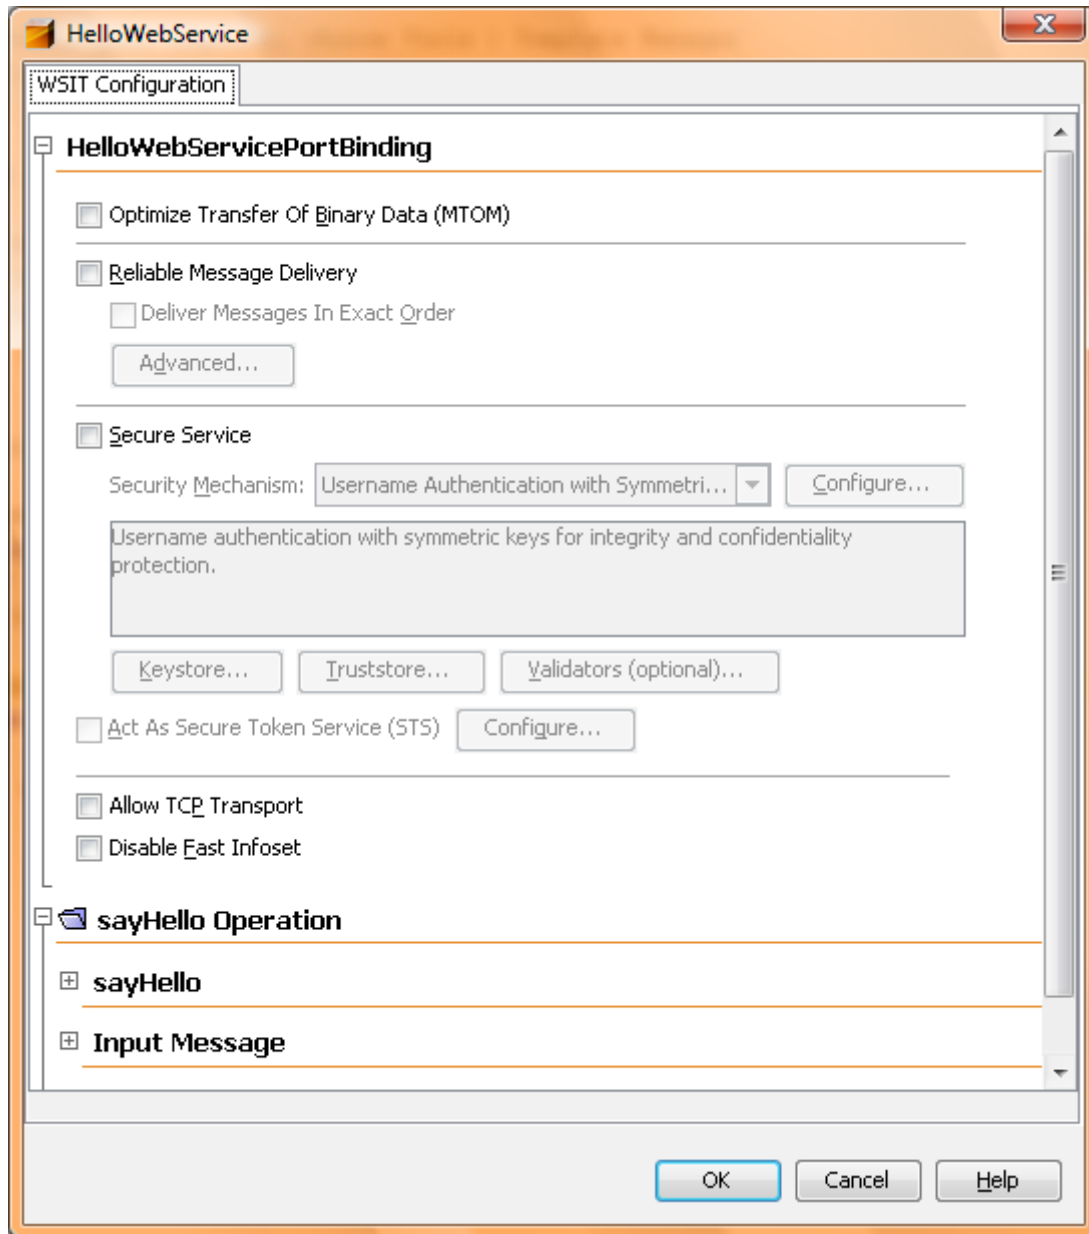 HelloWebService
WSIT Configuration
HelloWebServicePortBinding
Optimize Transfer Of Binary Data (MTOM)
Reliable Message Delivery
Deliver Messages In Exact Order
Advanced...
Secure Service
Security Mechanism: Username Authentication with Symmetri... Configure...
Username authentication with symmetric keys for integrity and confidentiality
protection.
Keystore... Truststore... Validators (optional)...
Act As Secure Token Service (STS) Configure...
Allow TCP Transport
Disable Fast Infoset
sayHello Operation
sayHello
Input Message
OK Cancel Help